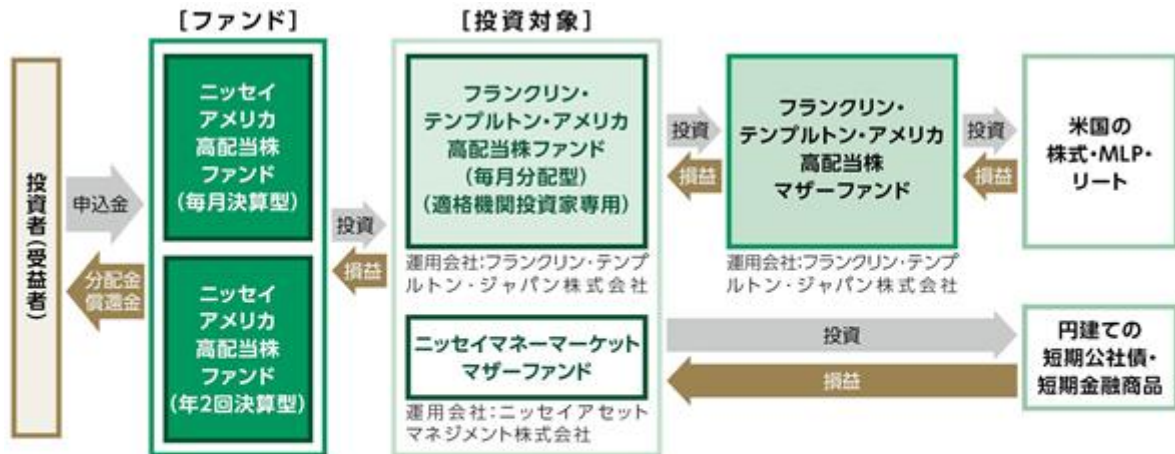 [ファンド]
[投資対象]
投資者(受益者)
申込金
分配金
償還金
ニッセイ
アメリカ
高配当株
ファンド
(毎月決算型)
ニッセイ
アメリカ
高配当株
ファンド
(年2回決算型)
投資
損益
フランクリン・
テンプルトン・アメリカ
高配当株ファンド
(毎月分配型)
(適格機関投資家専用)
運用会社:フランクリン・テンプ
ルトン・ジャパン株式会社
ニッセイマネーマーケット
マザーファンド
運用会社:ニッセイアセット
マネジメント株式会社
投資
損益
フランクリン・
テンプルトン・アメリカ
高配当株
マザーファンド
運用会社:フランクリン・テンプ
ルトン・ジャパン株式会社
投資
損益
米国の
株式・MLP・
リート
投資
損益
円建ての
短期公社債・
短期金融商品